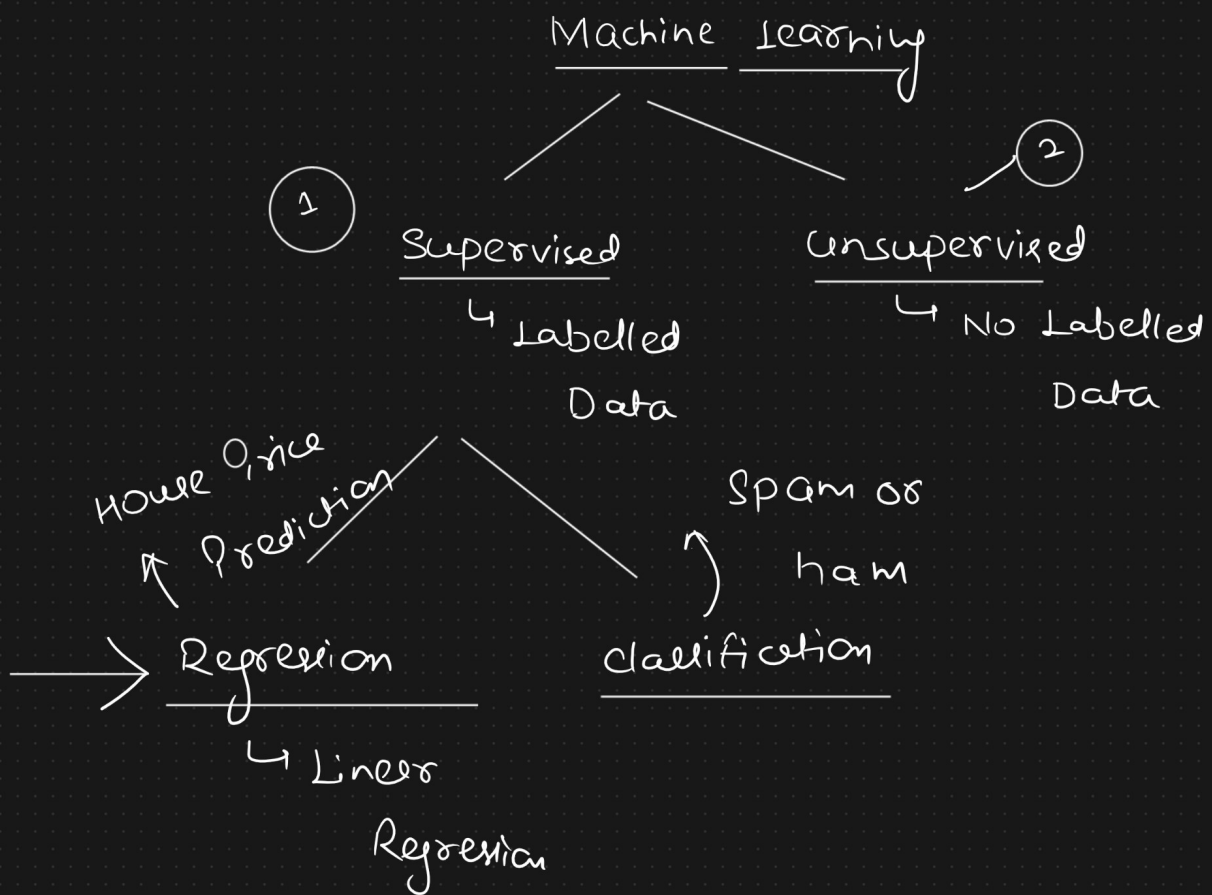 Machine Learning
1
2
Supervised
Unsupervised
↳ Labelled
Data
↳ No Labelled
Data
House Price
Prediction
Spam or
ham
Regression
Classification
↳ Linear
Regression